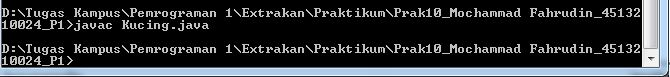 D:\Tugas Kampus\Pemrograman 1\Extrakan\Praktikum\Prak10_Mochammad Fahrudin_45132
10024_P1>javac Kucing.java
D:\Tugas Kampus\Pemrograman 1\Extrakan\Praktikum\Prak10_Mochammad Fahrudin_45132
10024_P1>